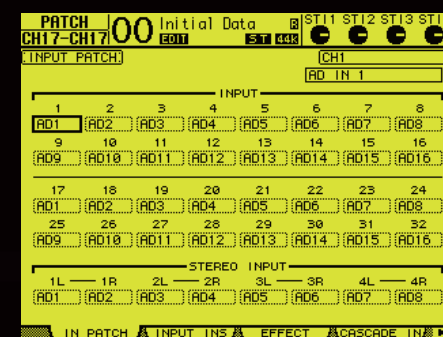 PATCH 00 Initial Data R ST11 ST12 ST13 STI
CH17-CH17 EDIT ST 44K
INPUT PATCH CH1
AD IN 1
INPUT
1 2 3 4 5 6 7 8
AD1 AD2 AD3 AD4 AD5 AD6 AD7 AD8
9 10 11 12 13 14 15 16
AD9 AD10 AD11 AD12 AD13 AD14 AD15 AD16
17 18 19 20 21 22 23 24
AD1 AD2 AD3 AD4 AD5 AD6 AD7 AD8
25 26 27 28 29 30 31 32
AD9 AD10 AD11 AD12 AD13 AD14 AD15 AD16
STEREO INPUT
1L 1R 2L 2R 3L 3R 4L 4R
AD1 AD2 AD3 AD4 AD5 AD6 AD7 AD8
IN PATCH INPUT INS EFFECT CASCADE IN